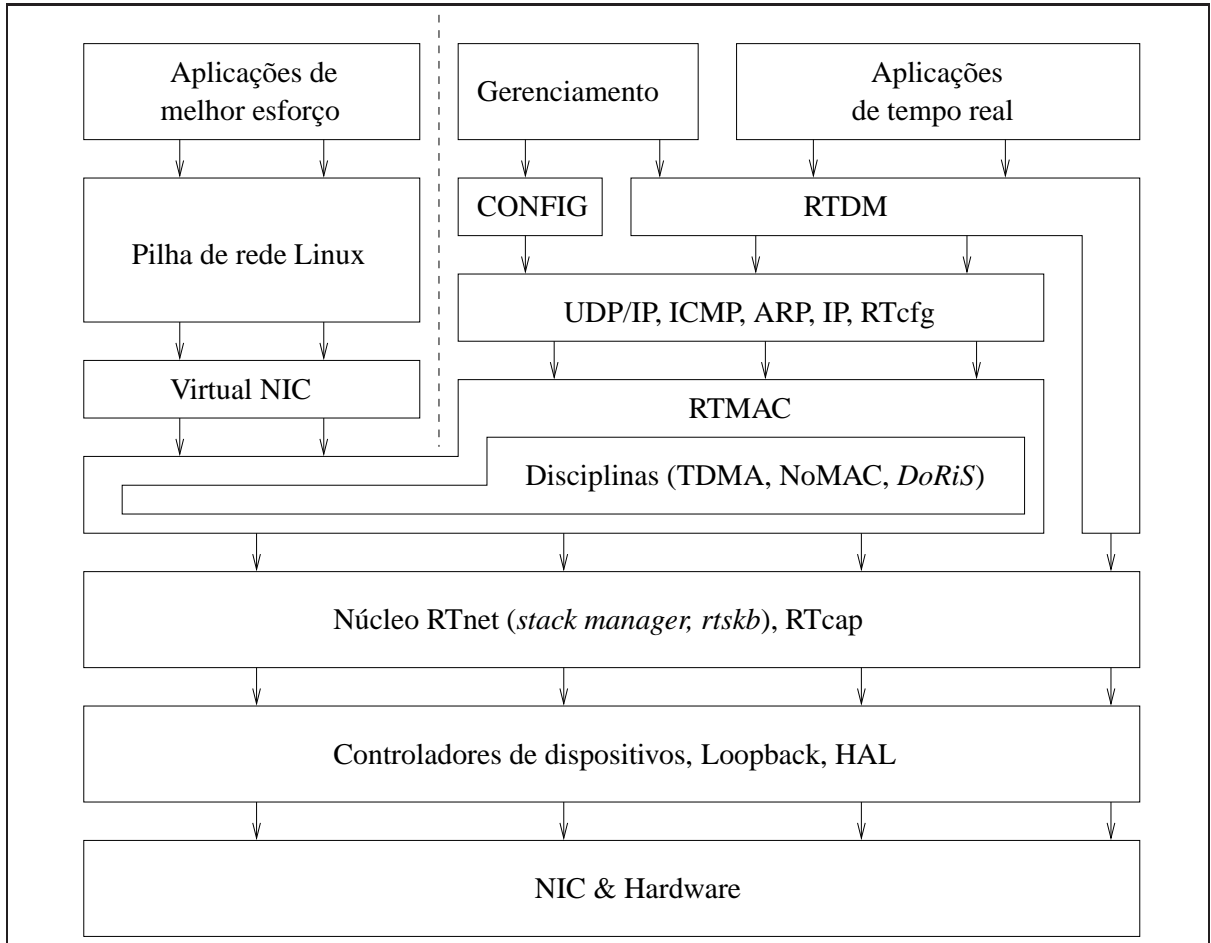 Aplicações de
melhor esforço
Gerenciamento
Aplicações
de tempo real
CONFIG
RTDM
Pilha de rede Linux
UDP/IP, ICMP, ARP, IP, RTcfg
Virtual NIC
RTMAC
Disciplinas (TDMA, NoMAC, DoRiS)
Núcleo RTnet (stack manager, rtskb), RTcap
Controladores de dispositivos, Loopback, HAL
NIC & Hardware